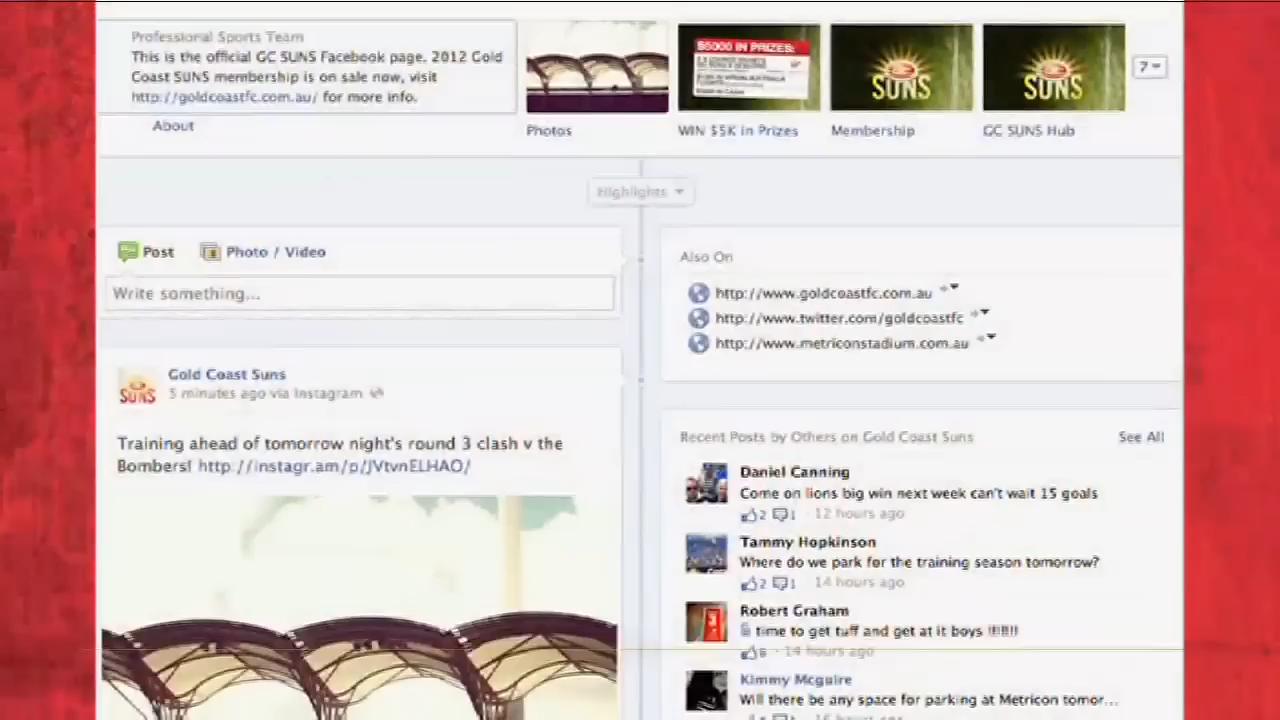 Professional Sports Team
This is the official GC SUNS Facebook page. 2012 Gold
Coast SUNS membership is on sale now, visit
http://goldcoastfc.com.au/ for more info.
About
$5000 IN PRIZES:
SUNS
SUNS
7
Photos
WIN $5K in Prizes
Membership
GC SUNS Hub
Highlights
Post
Photo / Video
Write something...
Also On
http://www.goldcoastfc.com.au
http://www.twitter.com/goldcoastfc
http://www.metriconstadium.com.au
SUNS
Gold Coast Suns
5 minutes ago via Instagram
Training ahead of tomorrow night's round 3 clash v the
Bombers! http://instagr.am/p/JVtvnELHAO/
Recent Posts by Others on Gold Coast Suns
See All
Daniel Canning
Come on lions big win next week can't wait 15 goals
2 1 · 12 hours ago
Tammy Hopkinson
Where do we park for the training season tomorrow?
2 1 · 14 hours ago
Robert Graham
time to get tuff and get at it boys !!!!!!!
6 · 14 hours ago
Kimmy Mcguire
Will there be any space for parking at Metricon tomor...